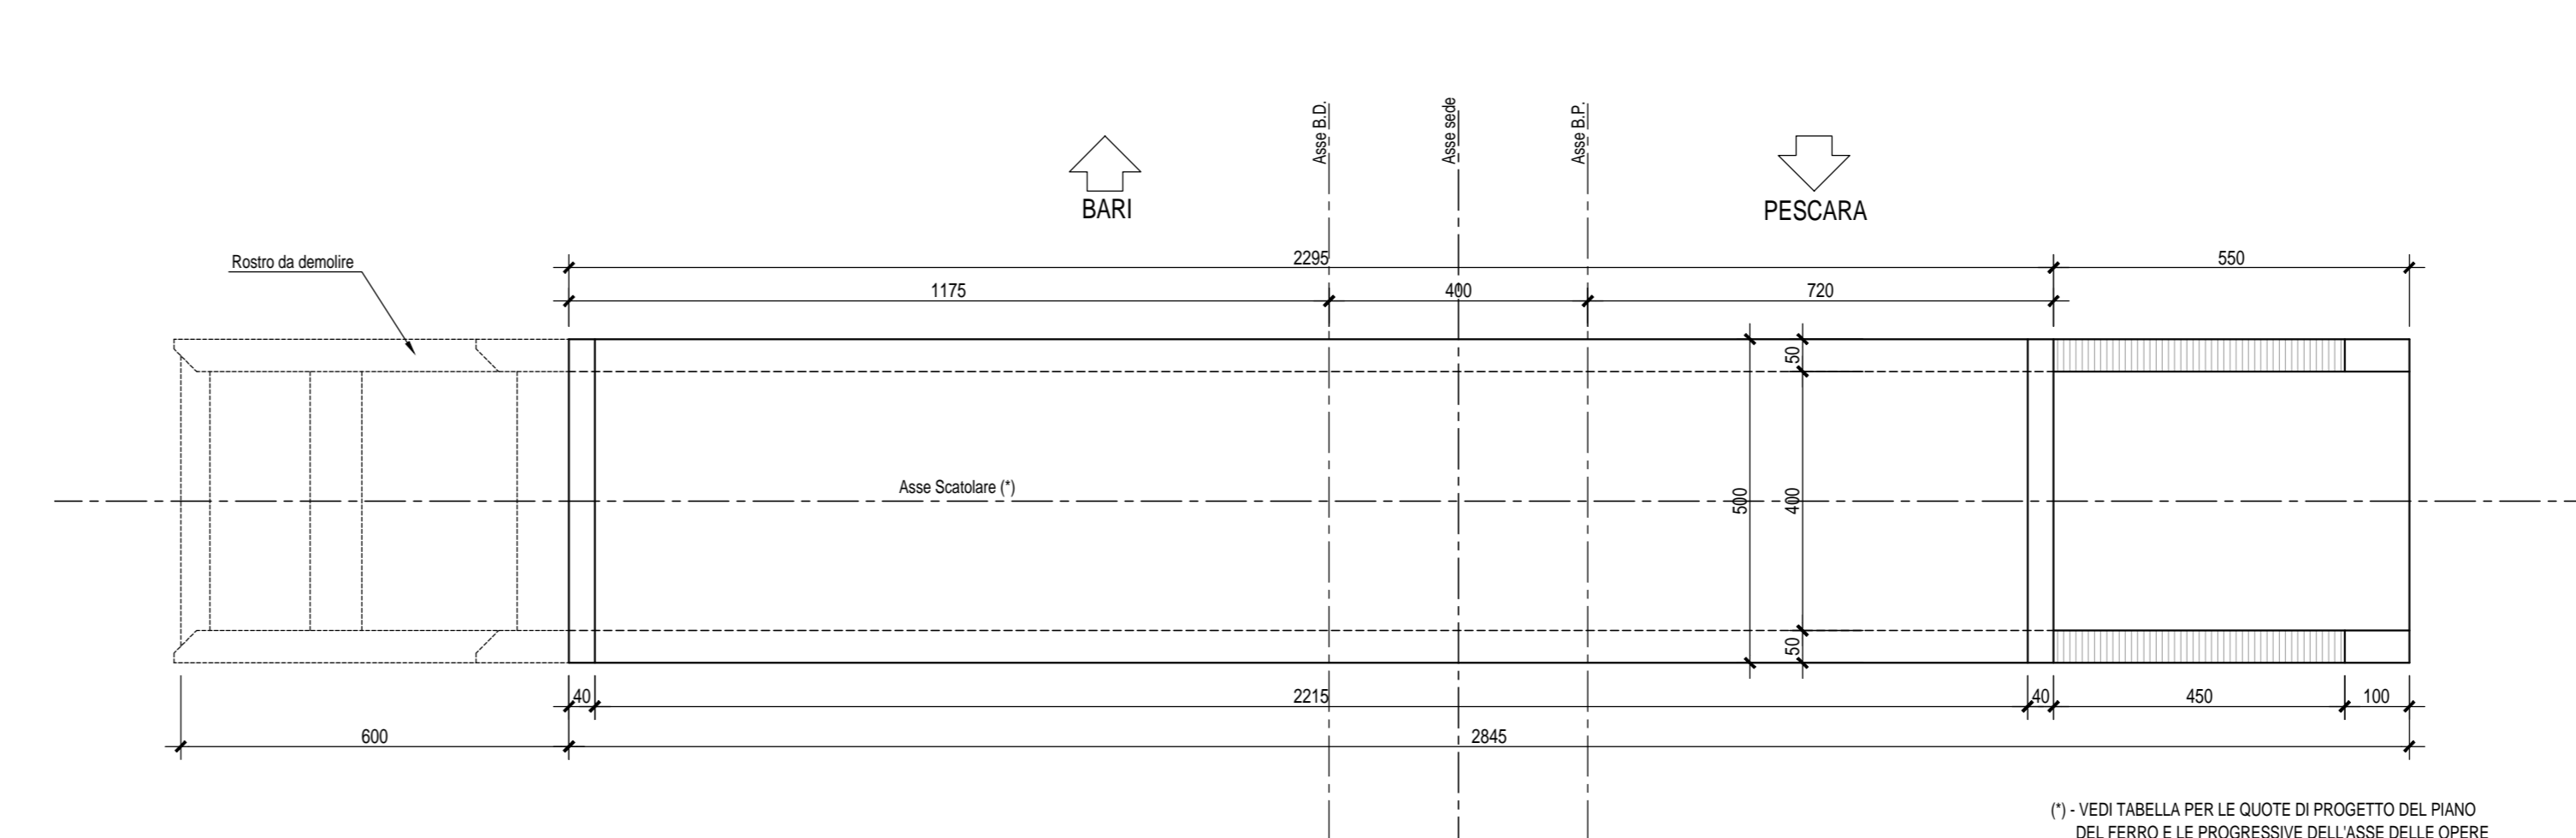 Asse B.D.
Asse sede
Asse B.P.
BARI
PESCARA
Rostro da demolire
2295
550
1175
400
720
50
Asse Scatolare (*)
500
400
50
40
2215
40
450
100
600
2845
(*) - VEDI TABELLA PER LE QUOTE DI PROGETTO DEL PIANO
DEL FERRO E LE PROGRESSIVE DELL'ASSE DELLE OPERE